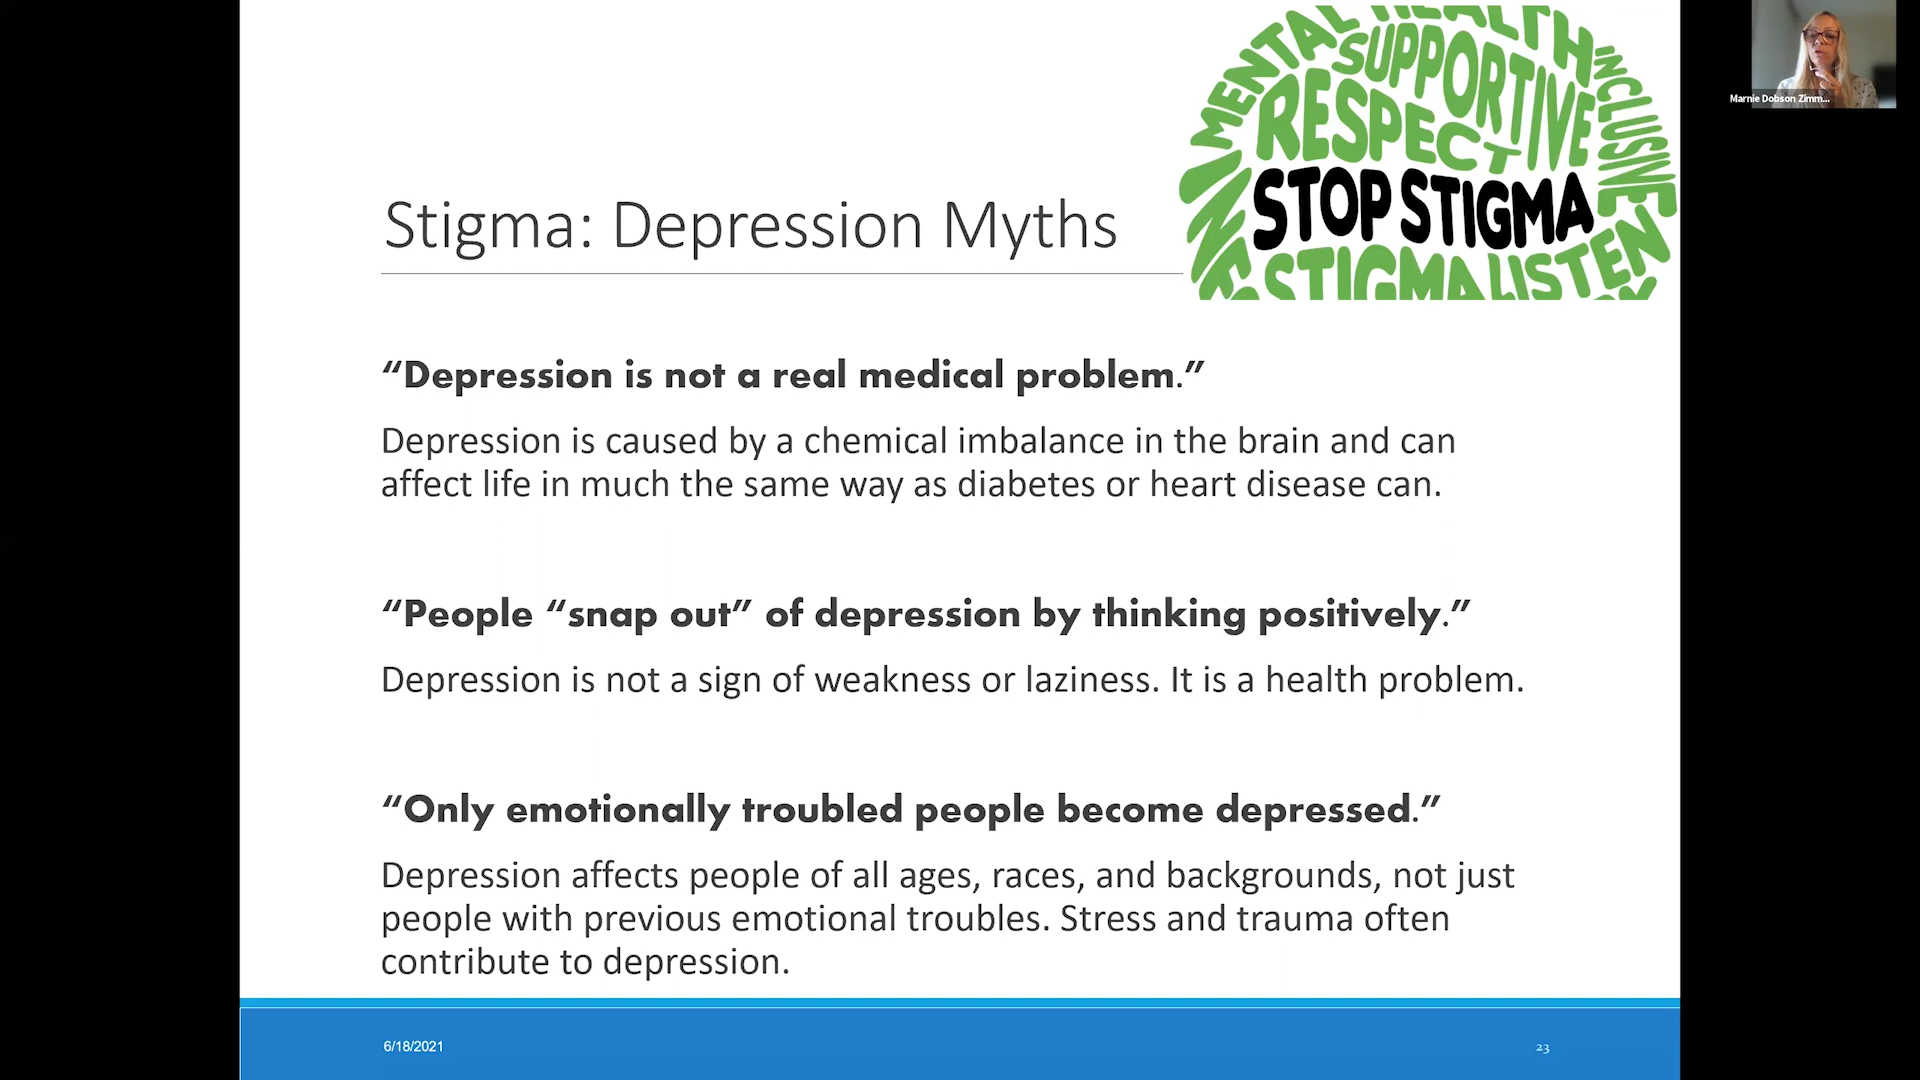 MENTAL HEALTH
SUPPORTIVE
INCLUSIVE
RESPECT
STOP STIGMA
STIGMA LISTEN
Marnie Dobson Zimm...
Stigma: Depression Myths
“Depression is not a real medical problem.”
Depression is caused by a chemical imbalance in the brain and can
affect life in much the same way as diabetes or heart disease can.
“People “snap out” of depression by thinking positively.”
Depression is not a sign of weakness or laziness. It is a health problem.
“Only emotionally troubled people become depressed.”
Depression affects people of all ages, races, and backgrounds, not just
people with previous emotional troubles. Stress and trauma often
contribute to depression.
6/18/2021
23